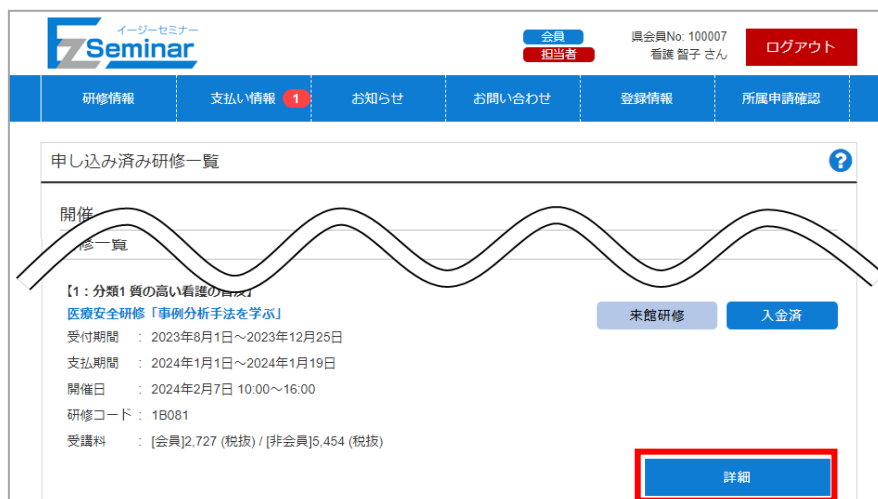 イージーセミナー
EzSeminar
会員
担当者
県会員No: 100007
看護 智子 さん
ログアウト
研修情報
支払い情報 1
お知らせ
お問い合わせ
登録情報
所属申請確認
申し込み済み研修一覧
?
開催
修一覧
【1：分類1 質の高い看護の普及】
医療安全研修「事例分析手法を学ぶ」
来館研修
入金済
受付期間 : 2023年8月1日～2023年12月25日
支払期間 : 2024年1月1日～2024年1月19日
開催日 : 2024年2月7日 10:00～16:00
研修コード : 1B081
受講料 : [会員]2,727 (税抜) / [非会員]5,454 (税抜)
詳細